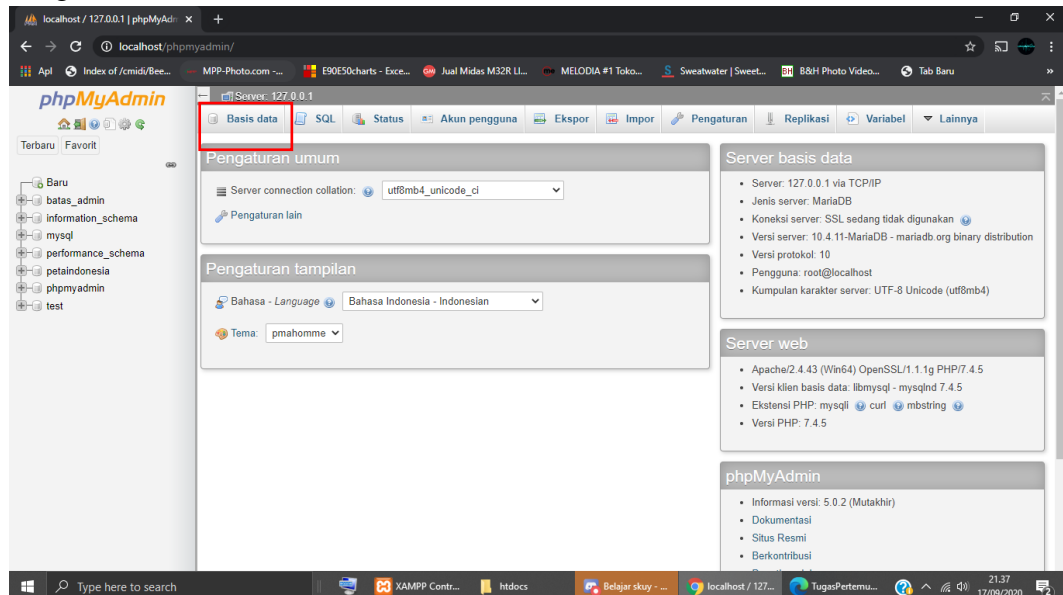 localhost / 127.0.0.1 | phpMyAdm
localhost/phpmyadmin/
Apl
Index of /cmidi/Bee...
MPP-Photo.com -...
E90E50charts - Exce...
Jual Midas M32R LI...
MELODIA #1 Toko...
Sweatwater | Sweet...
BH B&H Photo Video...
Tab Baru
»
phpMyAdmin
Terbaru Favorit
Baru
batas_admin
information_schema
mysql
performance_schema
petaindonesia
phpmyadmin
test
Server: 127.0.0.1
Basis data
SQL
Status
Akun pengguna
Ekspor
Impor
Pengaturan
Replikasi
Variabel
Lainnya
Pengaturan umum
Server connection collation: utf8mb4_unicode_ci
Pengaturan lain
Pengaturan tampilan
Bahasa - Language Bahasa Indonesia - Indonesian
Tema: pmahomme
Server basis data
• Server: 127.0.0.1 via TCP/IP
• Jenis server: MariaDB
• Koneksi server: SSL sedang tidak digunakan
• Versi server: 10.4.11-MariaDB - mariadb.org binary distribution
• Versi protokol: 10
• Pengguna: root@localhost
• Kumpulan karakter server: UTF-8 Unicode (utf8mb4)
Server web
• Apache/2.4.43 (Win64) OpenSSL/1.1.1g PHP/7.4.5
• Versi klien basis data: libmysql - mysqlnd 7.4.5
• Ekstensi PHP: mysqli curl mbstring
• Versi PHP: 7.4.5
phpMyAdmin
• Informasi versi: 5.0.2 (Mutakhir)
• Dokumentasi
• Situs Resmi
• Berkontribusi
Type here to search
XAMPP Contr...
htdocs
Belajar skuy - ...
localhost / 127...
TugasPertemu...
21.37
17/09/2020
2